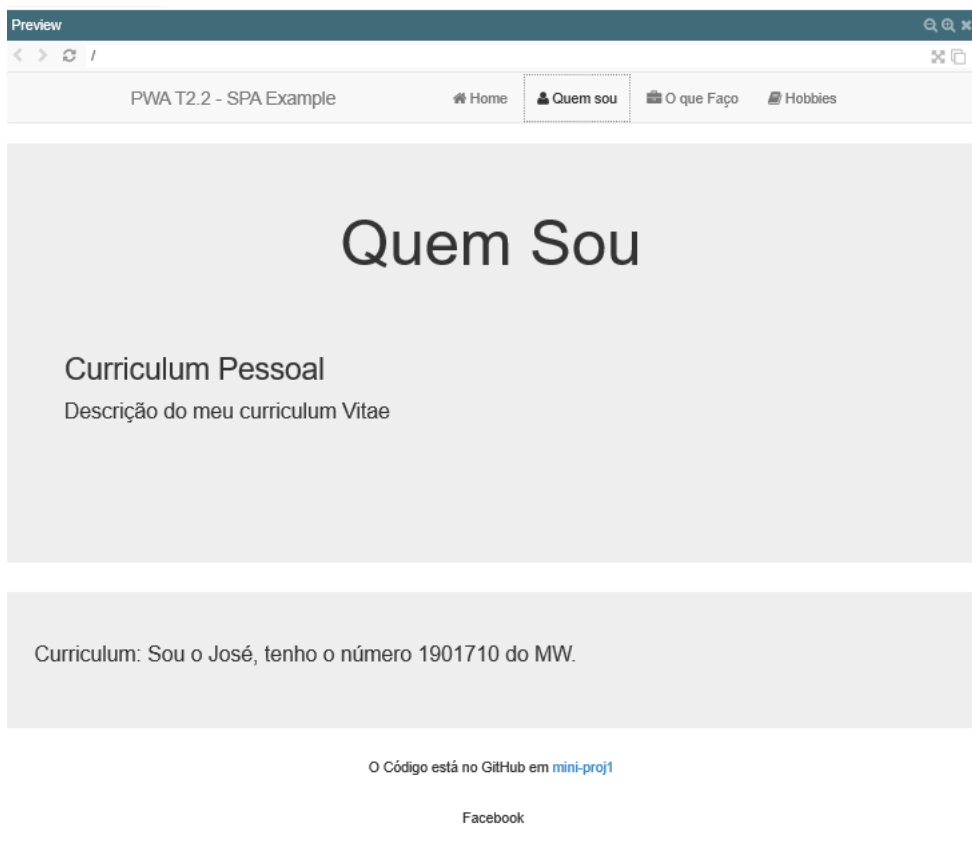 Preview
/
PWA T2.2 - SPA Example Home Quem sou O que Faço Hobbies
Quem Sou
Curriculum Pessoal
Descrição do meu curriculum Vitae
Curriculum: Sou o José, tenho o número 1901710 do MW.
O Código está no GitHub em mini-proj1
Facebook